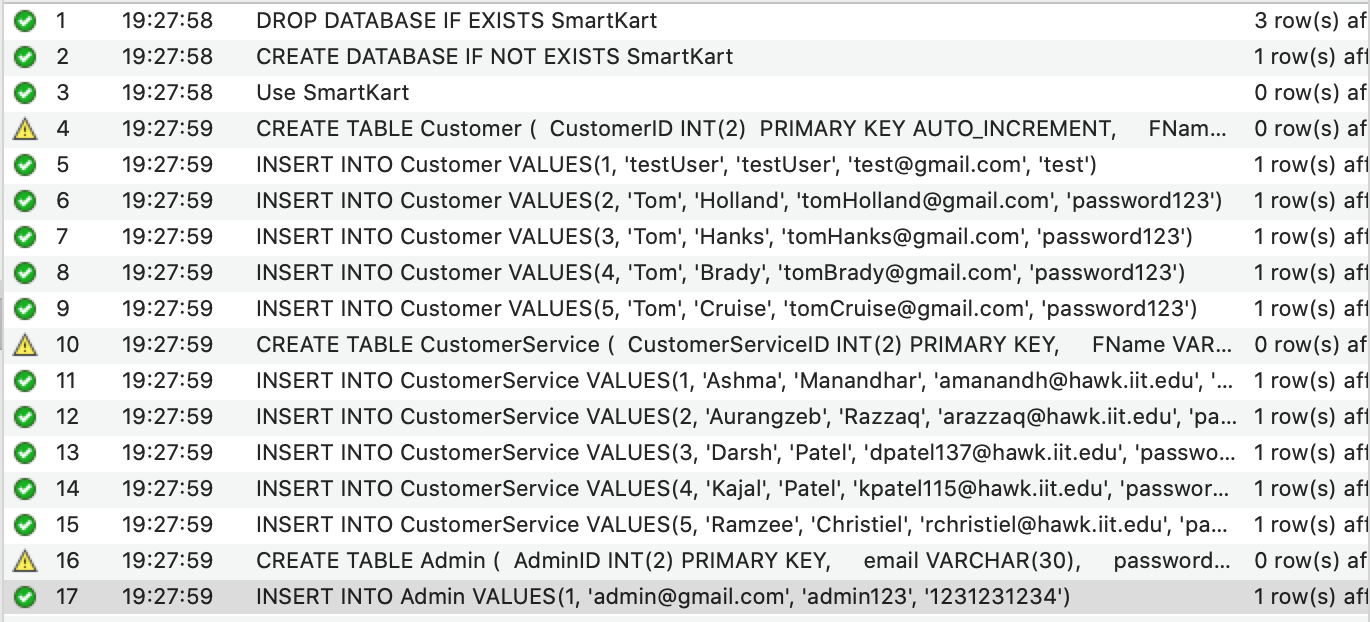 1 19:27:58 DROP DATABASE IF EXISTS SmartKart 3 row(s) af
2 19:27:58 CREATE DATABASE IF NOT EXISTS SmartKart 1 row(s) aff
3 19:27:58 Use SmartKart 0 row(s) af
4 19:27:59 CREATE TABLE Customer ( CustomerID INT(2) PRIMARY KEY AUTO_INCREMENT, FNam... 0 row(s) af
5 19:27:59 INSERT INTO Customer VALUES(1, 'testUser', 'testUser', 'test@gmail.com', 'test') 1 row(s) aff
6 19:27:59 INSERT INTO Customer VALUES(2, 'Tom', 'Holland', 'tomHolland@gmail.com', 'password123') 1 row(s) aff
7 19:27:59 INSERT INTO Customer VALUES(3, 'Tom', 'Hanks', 'tomHanks@gmail.com', 'password123') 1 row(s) aff
8 19:27:59 INSERT INTO Customer VALUES(4, 'Tom', 'Brady', 'tomBrady@gmail.com', 'password123') 1 row(s) aff
9 19:27:59 INSERT INTO Customer VALUES(5, 'Tom', 'Cruise', 'tomCruise@gmail.com', 'password123') 1 row(s) aff
10 19:27:59 CREATE TABLE CustomerService ( CustomerServiceID INT(2) PRIMARY KEY, FName VAR... 0 row(s) af
11 19:27:59 INSERT INTO CustomerService VALUES(1, 'Ashma', 'Manandhar', 'amanandh@hawk.iit.edu', '... 1 row(s) aff
12 19:27:59 INSERT INTO CustomerService VALUES(2, 'Aurangzeb', 'Razzaq', 'arazzaq@hawk.iit.edu', 'pa... 1 row(s) aff
13 19:27:59 INSERT INTO CustomerService VALUES(3, 'Darsh', 'Patel', 'dpatel137@hawk.iit.edu', 'passwo... 1 row(s) aff
14 19:27:59 INSERT INTO CustomerService VALUES(4, 'Kajal', 'Patel', 'kpatel115@hawk.iit.edu', 'passwor... 1 row(s) aff
15 19:27:59 INSERT INTO CustomerService VALUES(5, 'Ramzee', 'Christiel', 'rchristiel@hawk.iit.edu', 'pa... 1 row(s) aff
16 19:27:59 CREATE TABLE Admin ( AdminID INT(2) PRIMARY KEY, email VARCHAR(30), password... 0 row(s) af
17 19:27:59 INSERT INTO Admin VALUES(1, 'admin@gmail.com', 'admin123', '1231231234') 1 row(s) aff